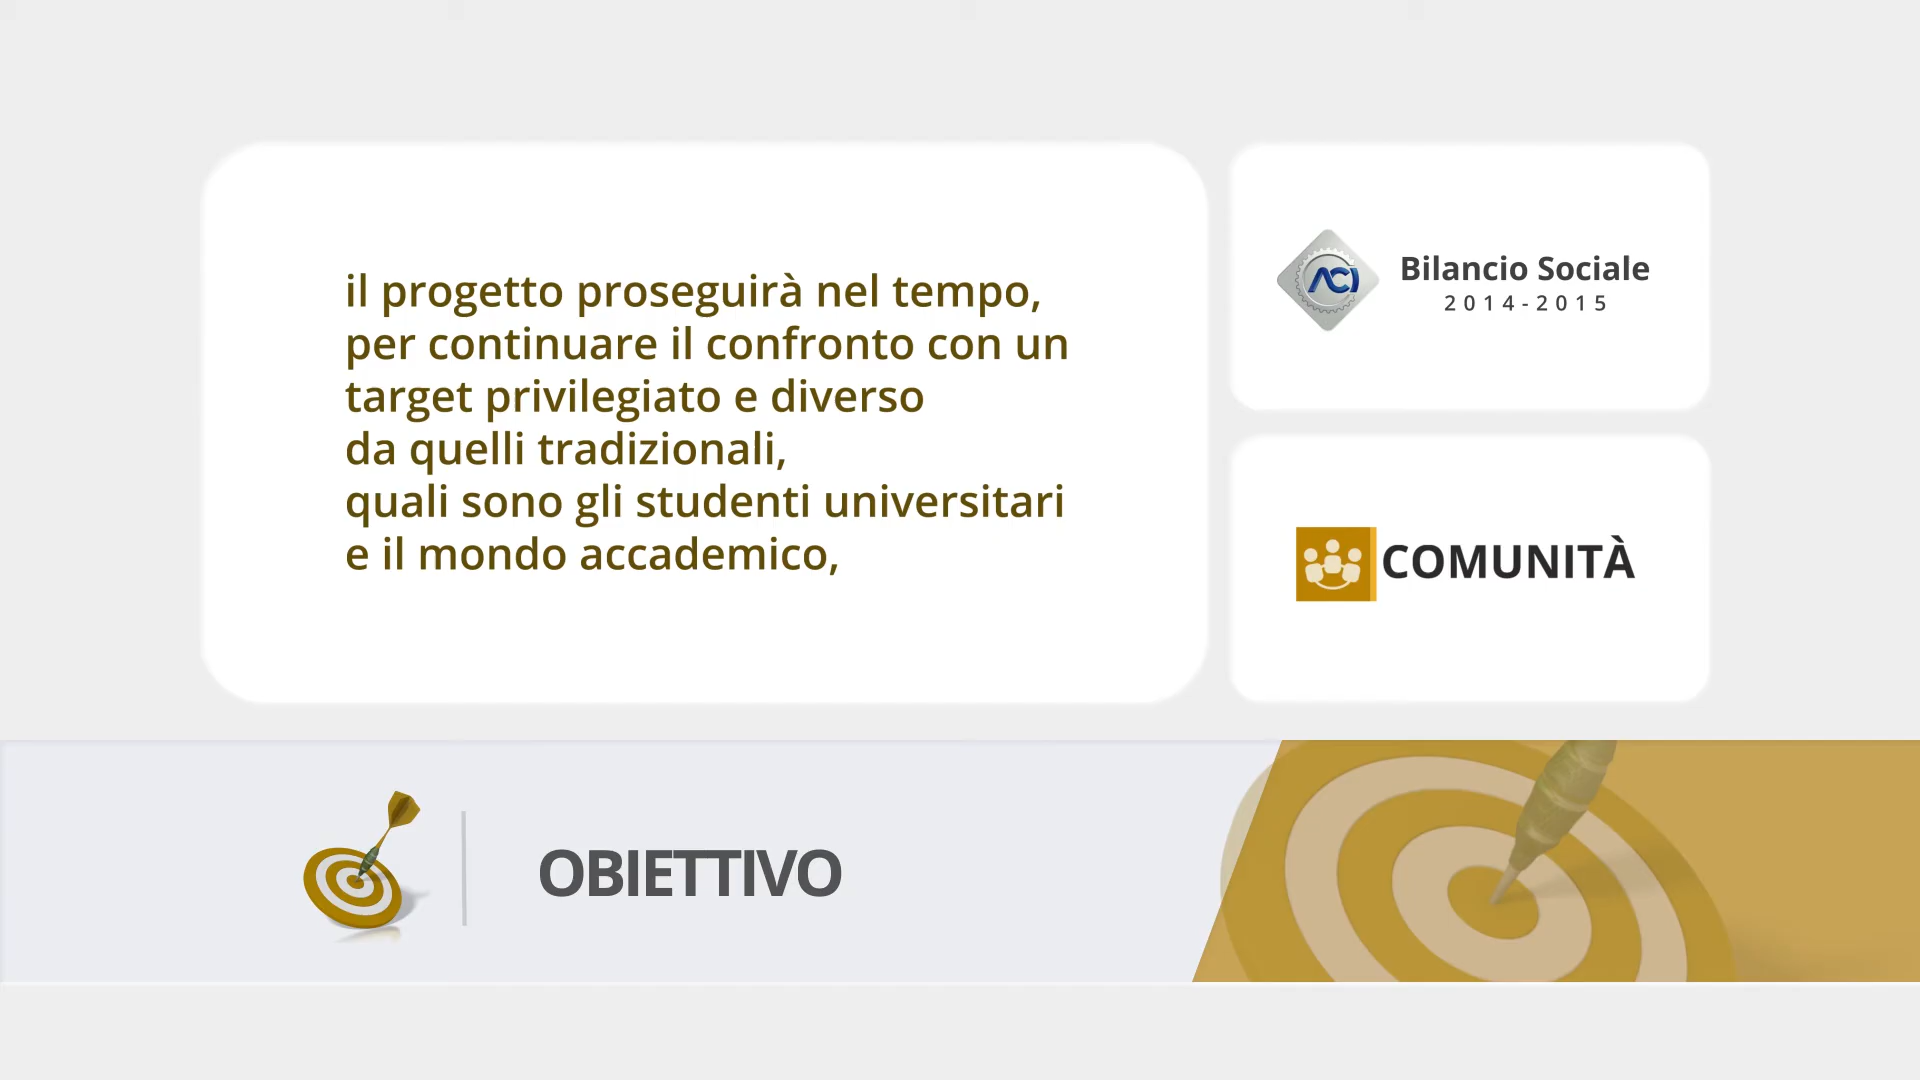 il progetto proseguirà nel tempo,
per continuare il confronto con un
target privilegiato e diverso
da quelli tradizionali,
quali sono gli studenti universitari
e il mondo accademico,
ACI
Bilancio Sociale
2014-2015
COMUNITÀ
OBIETTIVO